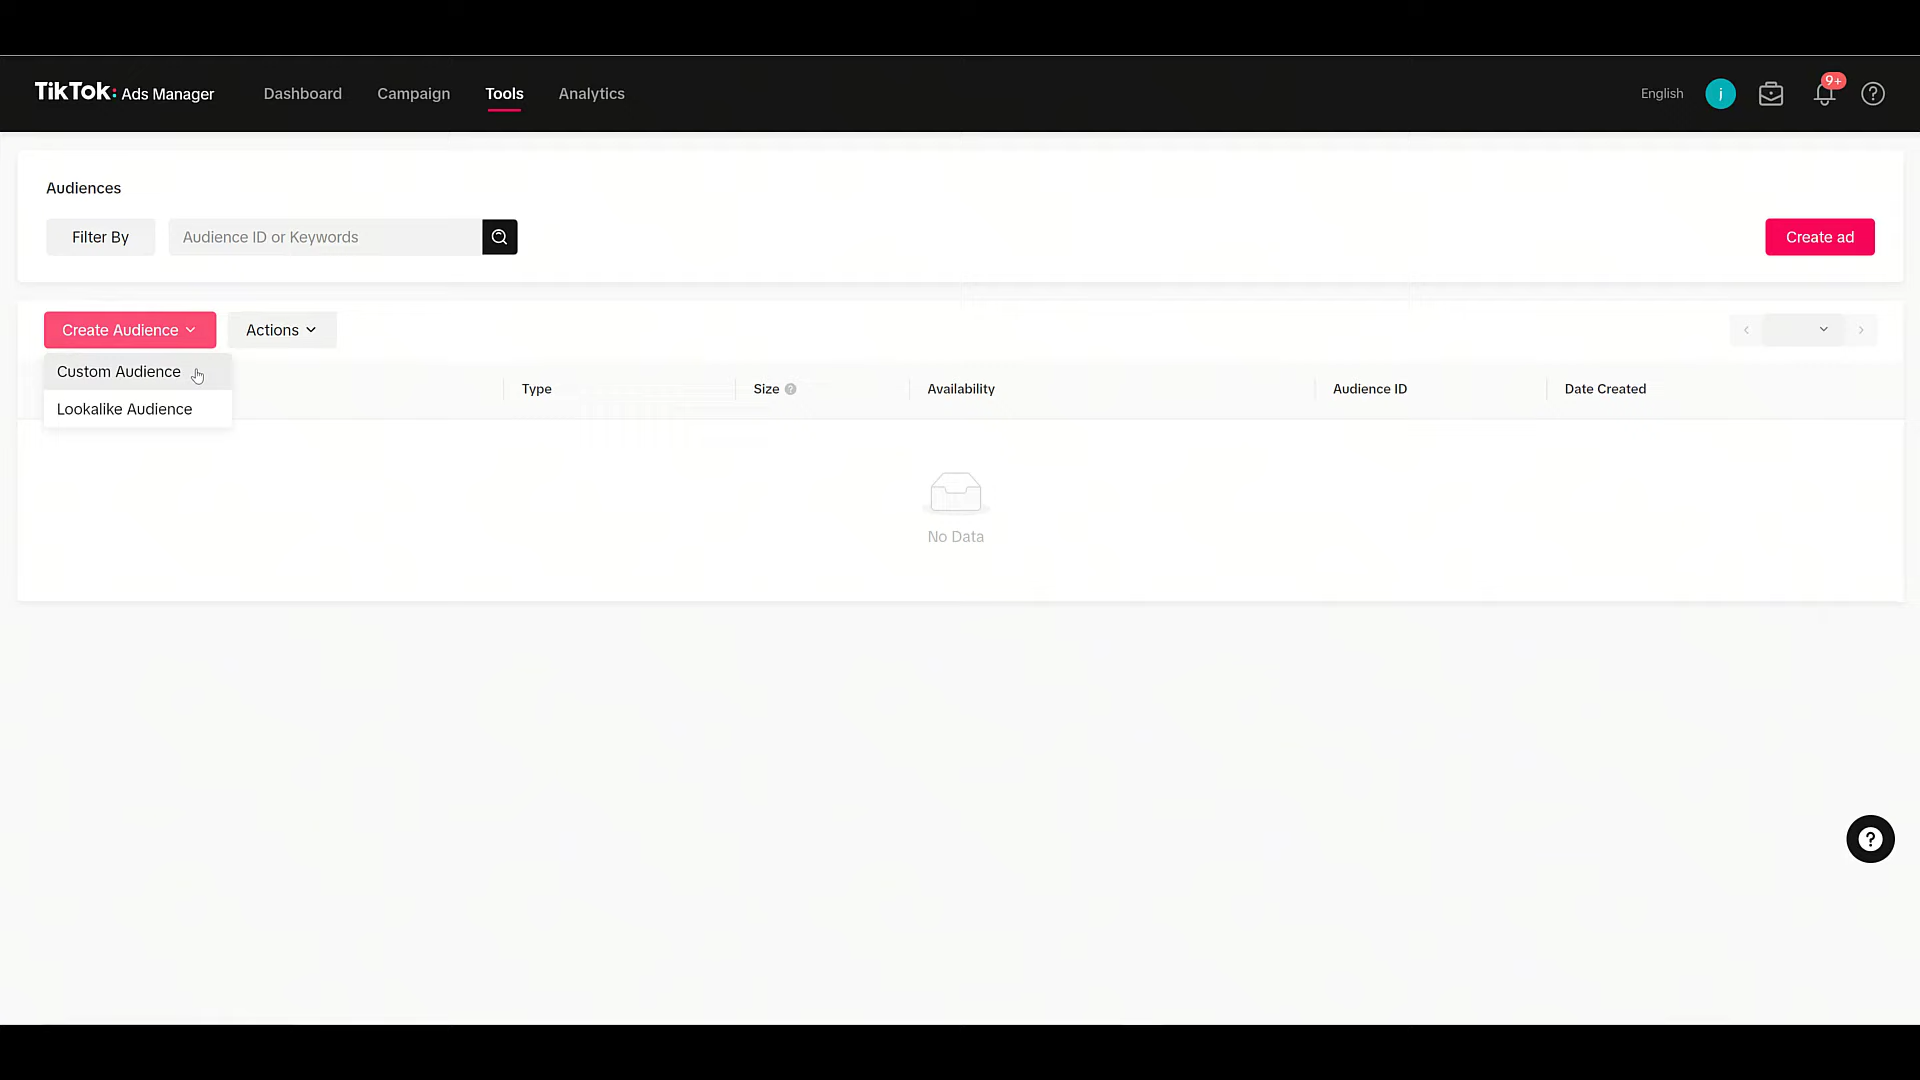 TikTok: Ads Manager Dashboard Campaign Tools Analytics English j 9+ ?
Audiences
Filter By Audience ID or Keywords Create ad
Create Audience Actions
Custom Audience
Lookalike Audience
Type Size ? Availability Audience ID Date Created
No Data
?